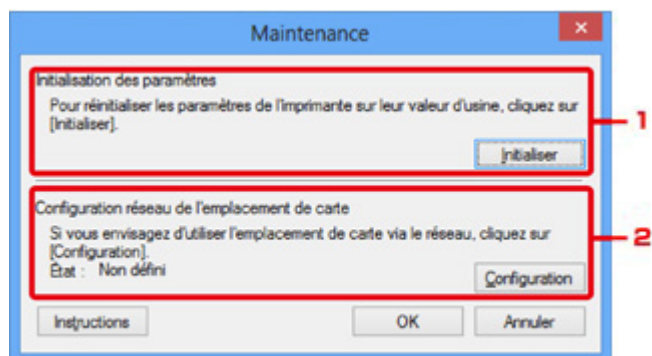 Maintenance
Initialisation des paramètres
Pour réinitialiser les paramètres de l'imprimante sur leur valeur d'usine, cliquez sur
[Initialiser].
1
Initialiser
Configuration réseau de l'emplacement de carte
Si vous envisagez d'utiliser l'emplacement de carte via le réseau, cliquez sur
[Configuration].
2
État : Non défini
Configuration
Instructions OK Annuler